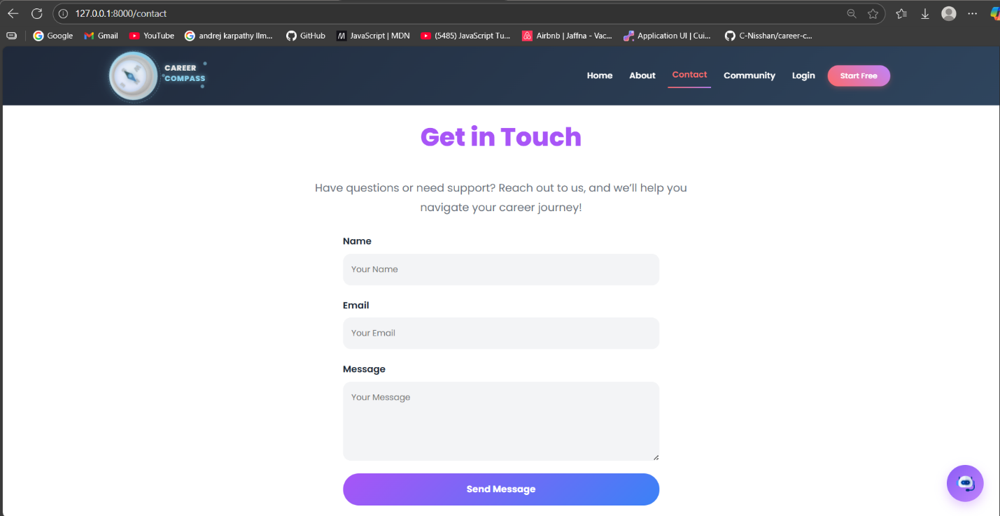 127.0.0.1:8000/contact
Google Gmail YouTube andrej karpathy llm... GitHub JavaScript | MDN (5485) JavaScript Tu... Airbnb | Jaffna - Vac... Application UI | Cui... C-Nisshan/career-c...
CAREER
COMPASS
Home About Contact Community Login Start Free
Get in Touch
Have questions or need support? Reach out to us, and we’ll help you
navigate your career journey!
Name
Your Name
Email
Your Email
Message
Your Message
Send Message